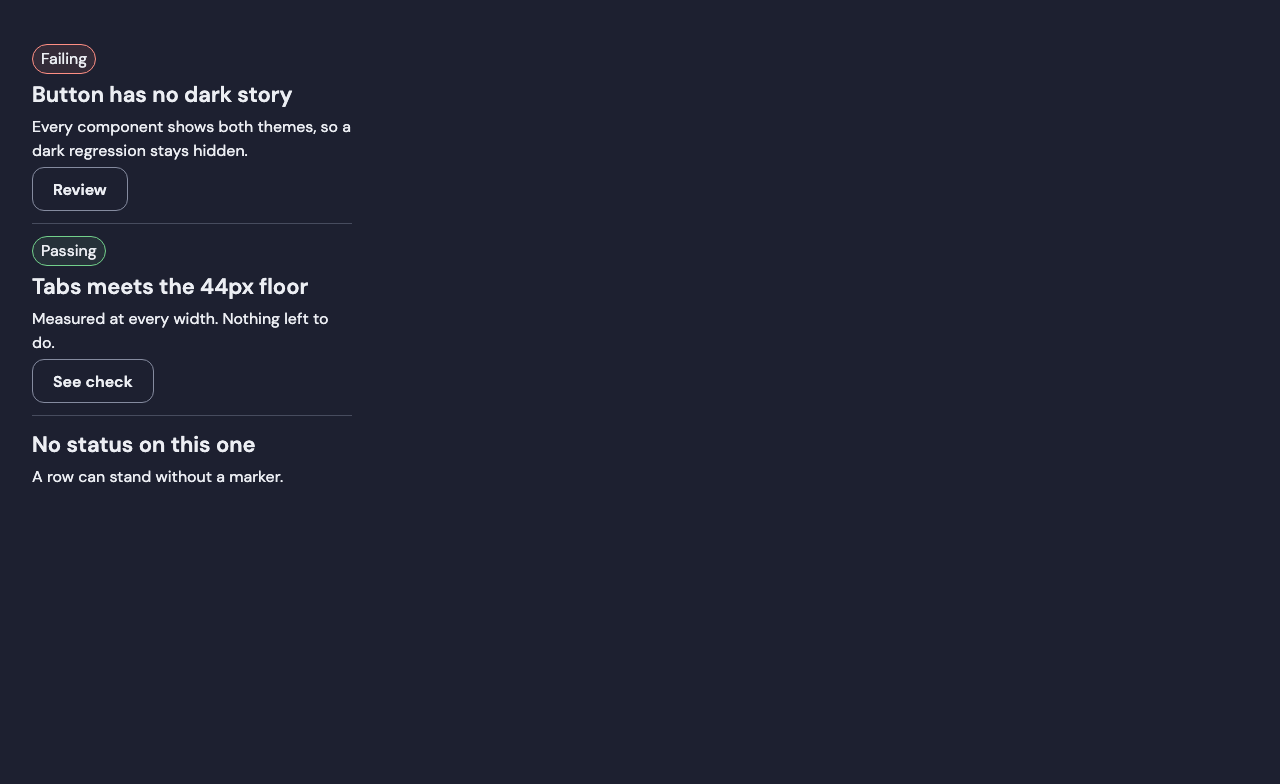 Failing
Button has no dark story
Every component shows both themes, so a
dark regression stays hidden.
Review
Passing
Tabs meets the 44px floor
Measured at every width. Nothing left to
do.
See check
No status on this one
A row can stand without a marker.